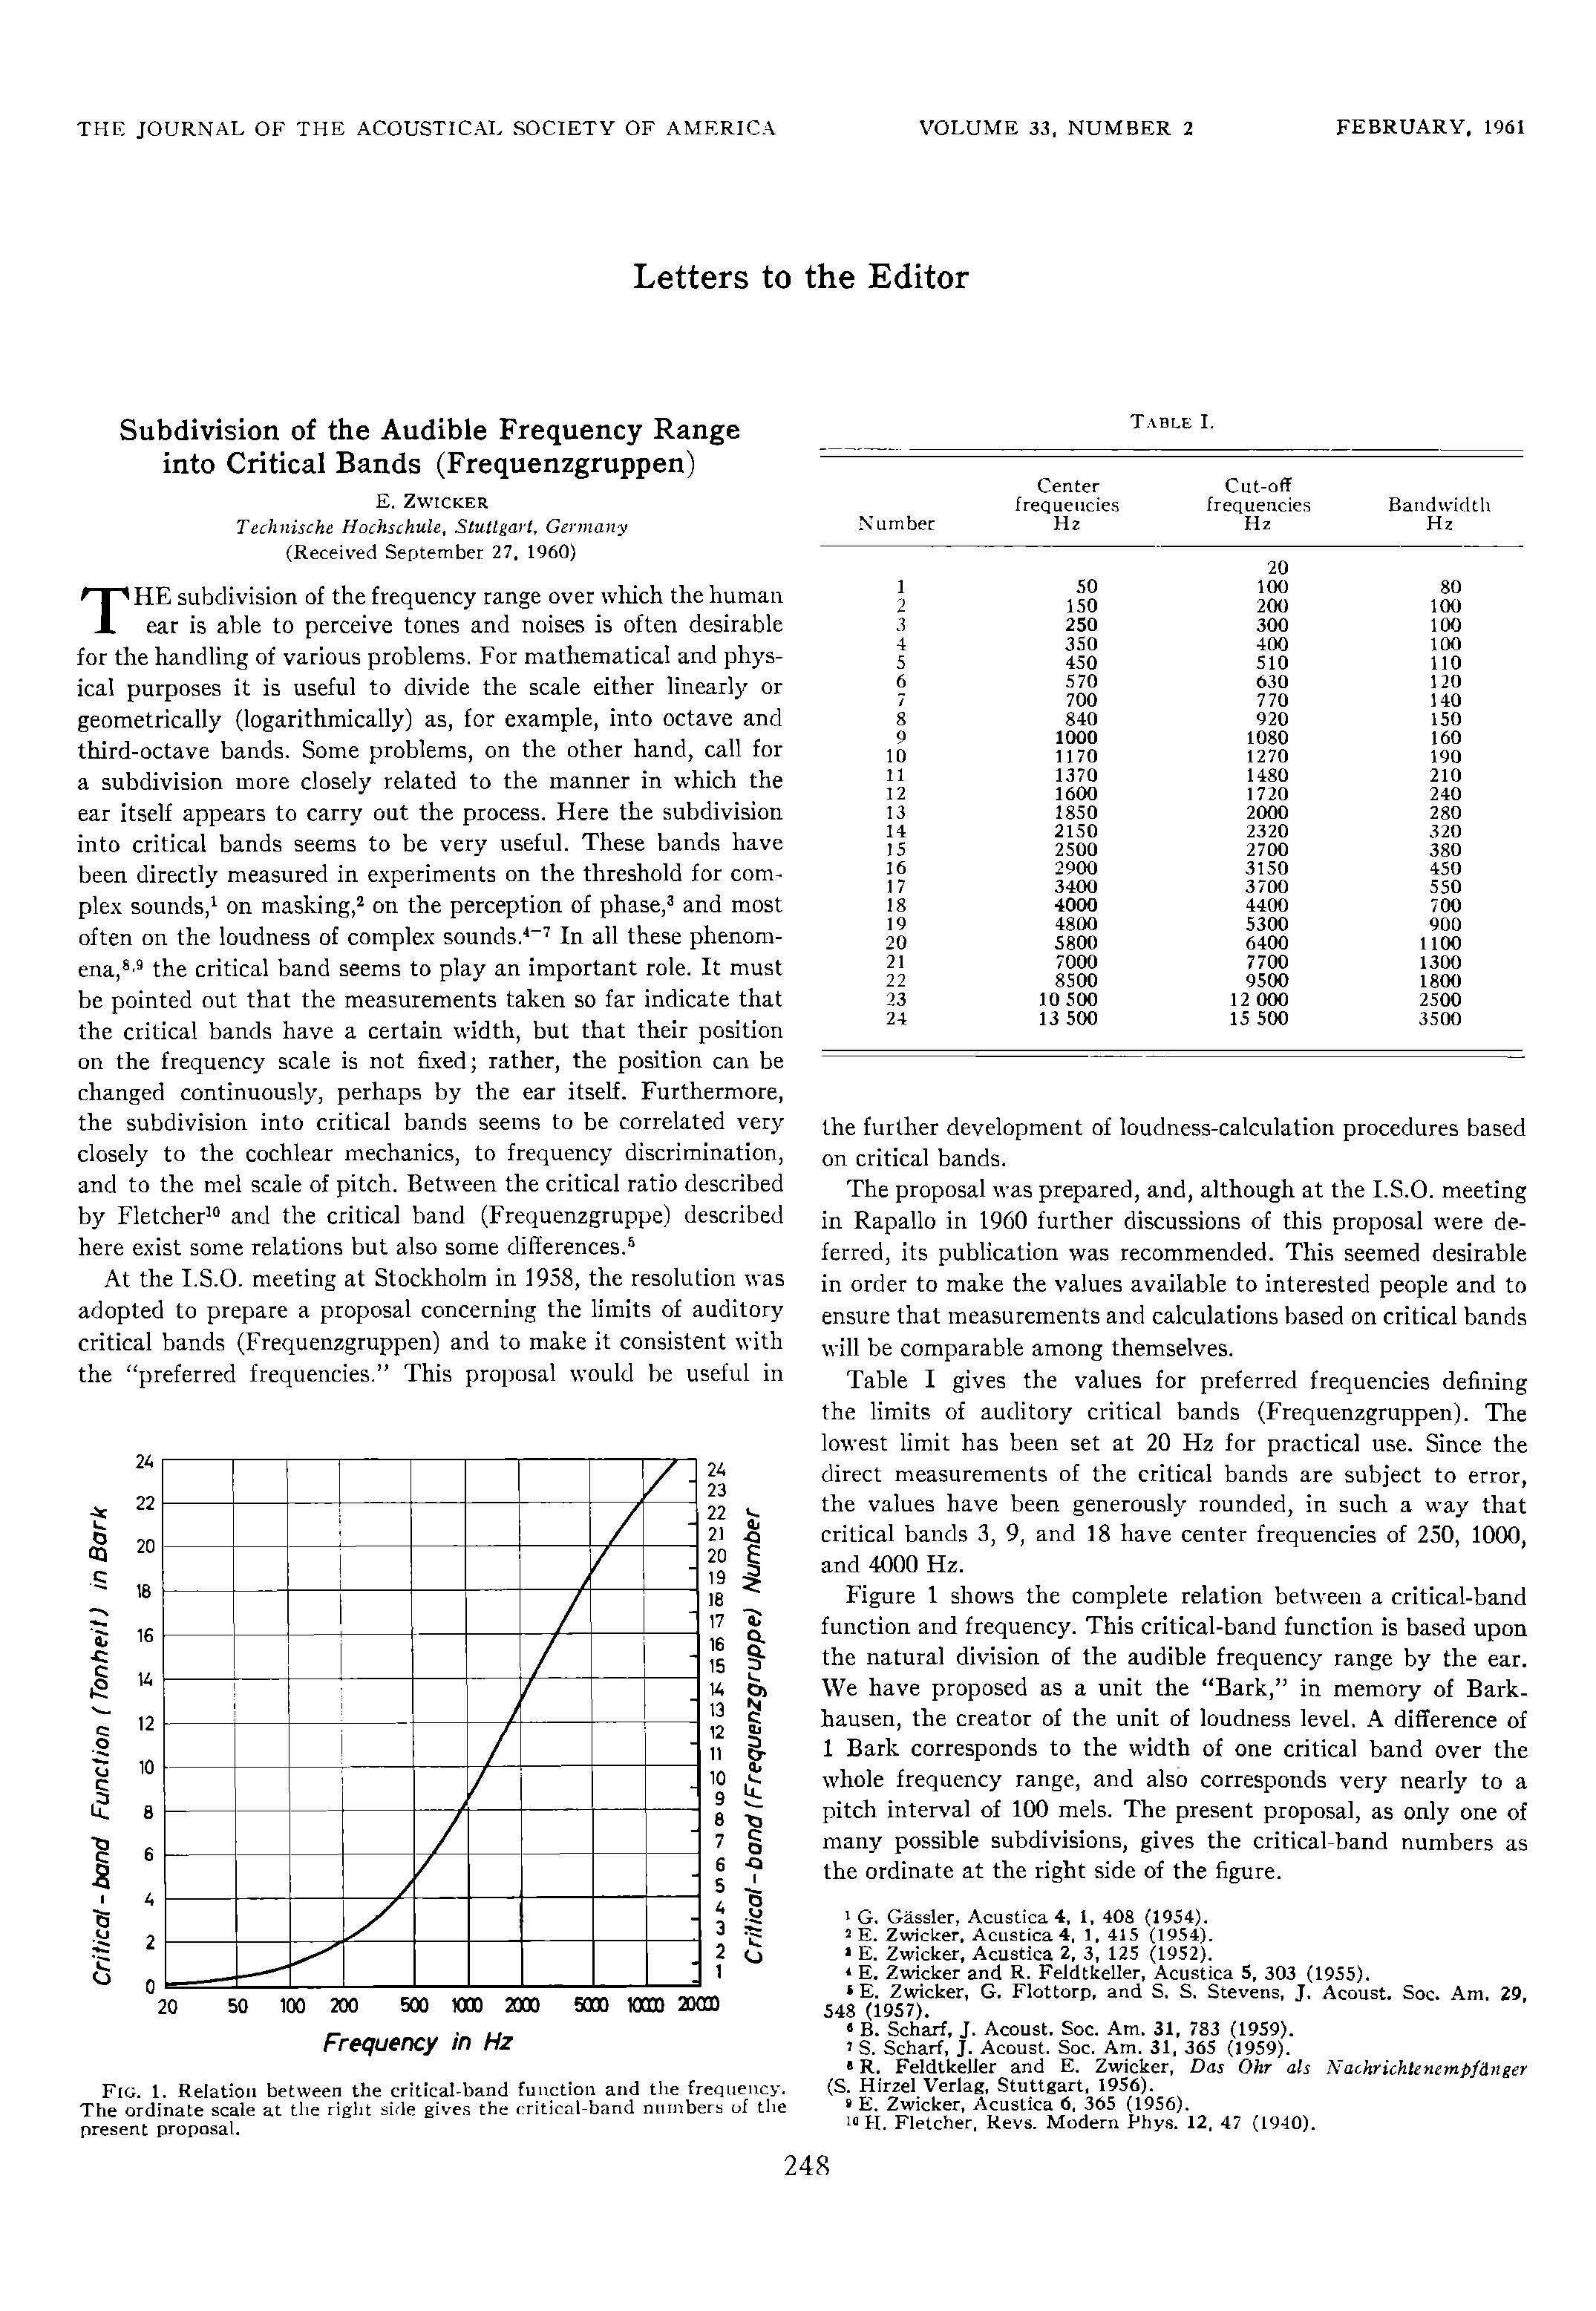 THE JOURNAL OF THE ACOUSTICAL SOCIETY OF AMERICA VOLUME 33, NUMBER 2 FEBRUARY, 1961
Letters to the Editor
Subdivision of the Audible Frequency Range
into Critical Bands (Frequenzgruppen)
E. ZWICKER
Technische Hochschule, Stuttgart, Germany
(Received September 27, 1960)
THE subdivision of the frequency range over which the human
ear is able to perceive tones and noises is often desirable
for the handling of various problems. For mathematical and phys-
ical purposes it is useful to divide the scale either linearly or
geometrically (logarithmically) as, for example, into octave and
third-octave bands. Some problems, on the other hand, call for
a subdivision more closely related to the manner in which the
ear itself appears to carry out the process. Here the subdivision
into critical bands seems to be very useful. These bands have
been directly measured in experiments on the threshold for com-
plex sounds,¹ on masking,² on the perception of phase,³ and most
often on the loudness of complex sounds.⁴⁻⁷ In all these phenom-
ena,⁸,⁹ the critical band seems to play an important role. It must
be pointed out that the measurements taken so far indicate that
the critical bands have a certain width, but that their position
on the frequency scale is not fixed; rather, the position can be
changed continuously, perhaps by the ear itself. Furthermore,
the subdivision into critical bands seems to be correlated very
closely to the cochlear mechanics, to frequency discrimination,
and to the mel scale of pitch. Between the critical ratio described
by Fletcher¹⁰ and the critical band (Frequenzgruppe) described
here exist some relations but also some differences.⁵
At the I.S.O. meeting at Stockholm in 1958, the resolution was
adopted to prepare a proposal concerning the limits of auditory
critical bands (Frequenzgruppen) and to make it consistent with
the “preferred frequencies.” This proposal would be useful in
Critical-band Function (Tonheit) in Bark
24
22
20
18
16
14
12
10
8
6
4
2
0
24
23
22
21
20
19
18
17
16
15
14
13
12
11
10
9
8
7
6
5
4
3
2
1
Critical-band (Frequenzgruppe) Number
20 50 100 200 500 1000 2000 5000 10000 20000
Frequency in Hz
FIG. 1. Relation between the critical-band function and the frequency.
The ordinate scale at the right side gives the critical-band numbers of the
present proposal.
TABLE I.
Center Cut-off
frequencies frequencies Bandwidth
Number Hz Hz Hz
20
1 50 100 80
2 150 200 100
3 250 300 100
4 350 400 100
5 450 510 110
6 570 630 120
7 700 770 140
8 840 920 150
9 1000 1080 160
10 1170 1270 190
11 1370 1480 210
12 1600 1720 240
13 1850 2000 280
14 2150 2320 320
15 2500 2700 380
16 2900 3150 450
17 3400 3700 550
18 4000 4400 700
19 4800 5300 900
20 5800 6400 1100
21 7000 7700 1300
22 8500 9500 1800
23 10 500 12 000 2500
24 13 500 15 500 3500
the further development of loudness-calculation procedures based
on critical bands.
The proposal was prepared, and, although at the I.S.O. meeting
in Rapallo in 1960 further discussions of this proposal were de-
ferred, its publication was recommended. This seemed desirable
in order to make the values available to interested people and to
ensure that measurements and calculations based on critical bands
will be comparable among themselves.
Table I gives the values for preferred frequencies defining
the limits of auditory critical bands (Frequenzgruppen). The
lowest limit has been set at 20 Hz for practical use. Since the
direct measurements of the critical bands are subject to error,
the values have been generously rounded, in such a way that
critical bands 3, 9, and 18 have center frequencies of 250, 1000,
and 4000 Hz.
Figure 1 shows the complete relation between a critical-band
function and frequency. This critical-band function is based upon
the natural division of the audible frequency range by the ear.
We have proposed as a unit the “Bark,” in memory of Bark-
hausen, the creator of the unit of loudness level. A difference of
1 Bark corresponds to the width of one critical band over the
whole frequency range, and also corresponds very nearly to a
pitch interval of 100 mels. The present proposal, as only one of
many possible subdivisions, gives the critical-band numbers as
the ordinate at the right side of the figure.
¹ G. Gässler, Acustica 4, 1, 408 (1954).
² E. Zwicker, Acustica 4, 1, 415 (1954).
³ E. Zwicker, Acustica 2, 3, 125 (1952).
⁴ E. Zwicker and R. Feldtkeller, Acustica 5, 303 (1955).
⁵ E. Zwicker, G. Flottorp, and S. S. Stevens, J. Acoust. Soc. Am. 29,
548 (1957).
⁶ B. Scharf, J. Acoust. Soc. Am. 31, 783 (1959).
⁷ S. Scharf, J. Acoust. Soc. Am. 31, 365 (1959).
⁸ R. Feldtkeller and E. Zwicker, Das Ohr als Nachrichtenempfänger
(S. Hirzel Verlag, Stuttgart, 1956).
⁹ E. Zwicker, Acustica 6, 365 (1956).
¹⁰ H. Fletcher, Revs. Modern Phys. 12, 47 (1940).
248